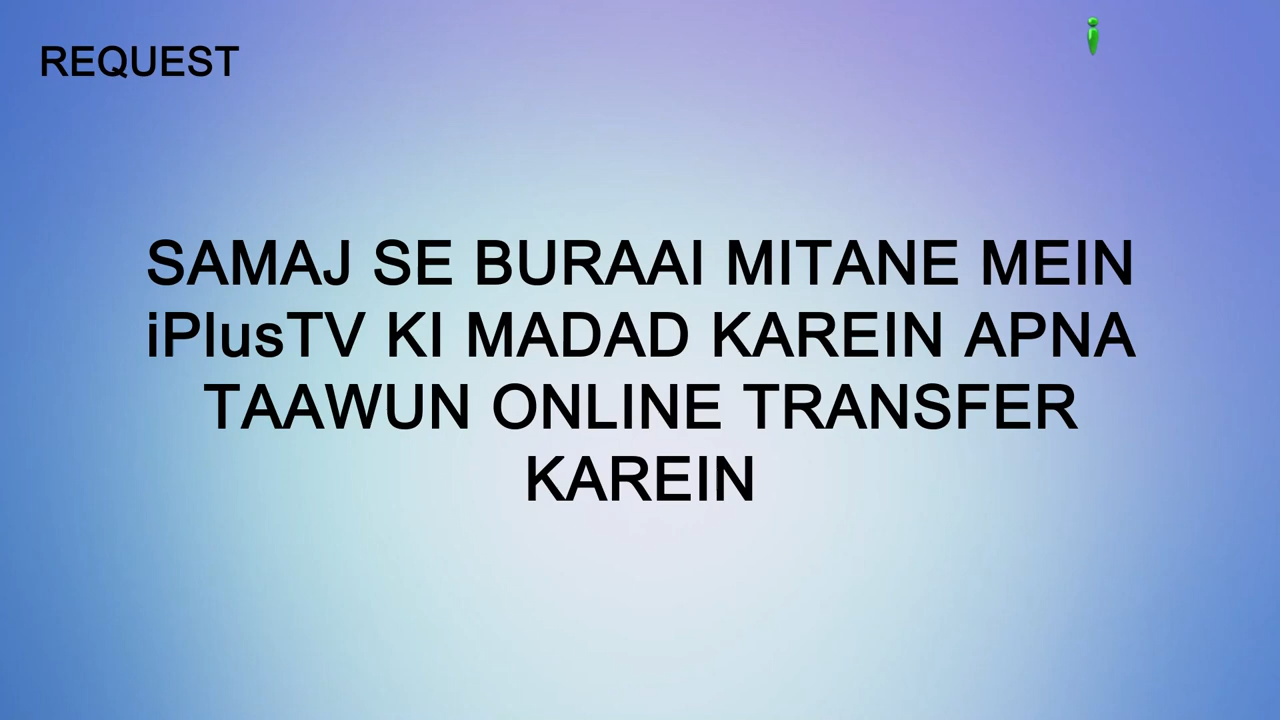 REQUEST
i
SAMAJ SE BURAAI MITANE MEIN
iPlusTV KI MADAD KAREIN APNA
TAAWUN ONLINE TRANSFER
KAREIN